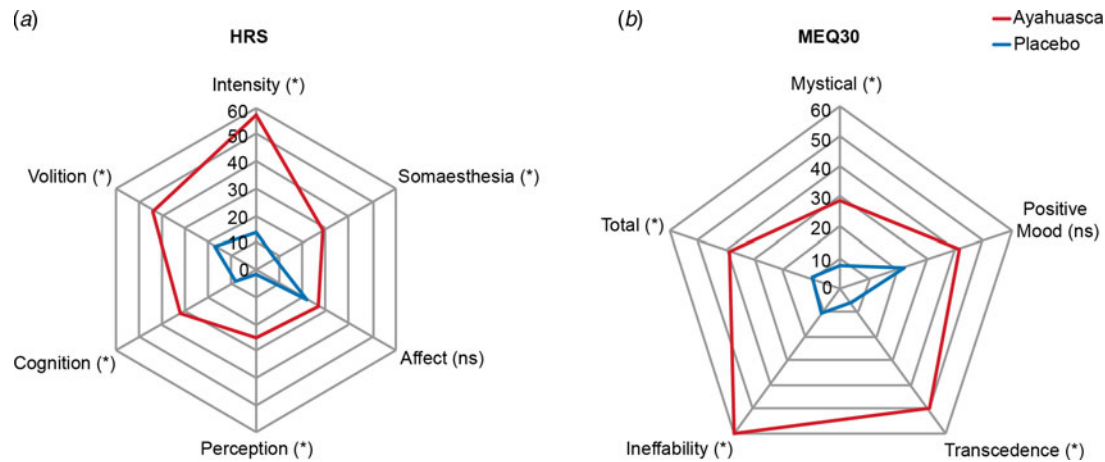 (a)
HRS
Intensity (*)
60
50
40
30
20
10
0
Somaesthesia (*)
Affect (ns)
Perception (*)
Cognition (*)
Volition (*)
(b)
MEQ30
Ayahuasca
Placebo
Mystical (*)
60
50
40
30
20
10
0
Positive
Mood (ns)
Transcedence (*)
Ineffability (*)
Total (*)